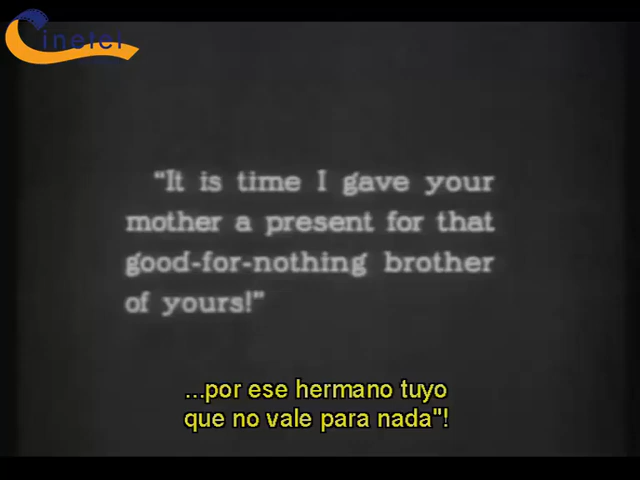 Cinetel
"It is time I gave your
mother a present for that
good-for-nothing brother
of yours!"
...por ese hermano tuyo
que no vale para nada"!